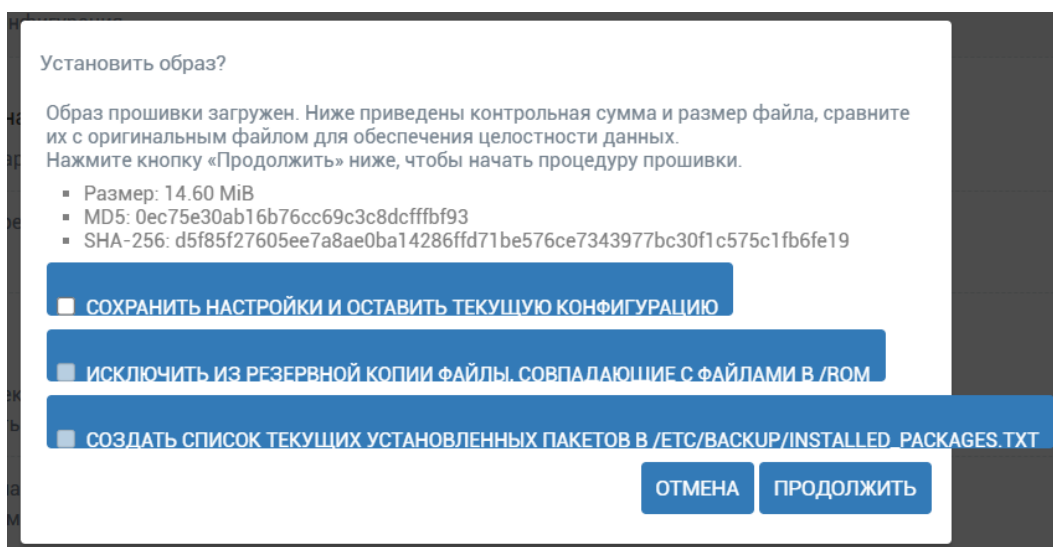 Установить образ?
Образ прошивки загружен. Ниже приведены контрольная сумма и размер файла, сравните
их с оригинальным файлом для обеспечения целостности данных.
Нажмите кнопку «Продолжить» ниже, чтобы начать процедуру прошивки.
Размер: 14.60 MiB
MD5: 0ec75e30ab16b76cc69c3c8dcfffbf93
SHA-256: d5f85f27605ee7a8ae0ba14286ffd71be576ce7343977bc30f1c575c1fb6fe19
СОХРАНИТЬ НАСТРОЙКИ И ОСТАВИТЬ ТЕКУЩУЮ КОНФИГУРАЦИЮ
ИСКЛЮЧИТЬ ИЗ РЕЗЕРВНОЙ КОПИИ ФАЙЛЫ, СОВПАДАЮЩИЕ С ФАЙЛАМИ В /ROM
СОЗДАТЬ СПИСОК ТЕКУЩИХ УСТАНОВЛЕННЫХ ПАКЕТОВ В /ETC/BACKUP/INSTALLED_PACKAGES.TXT
ОТМЕНА ПРОДОЛЖИТЬ